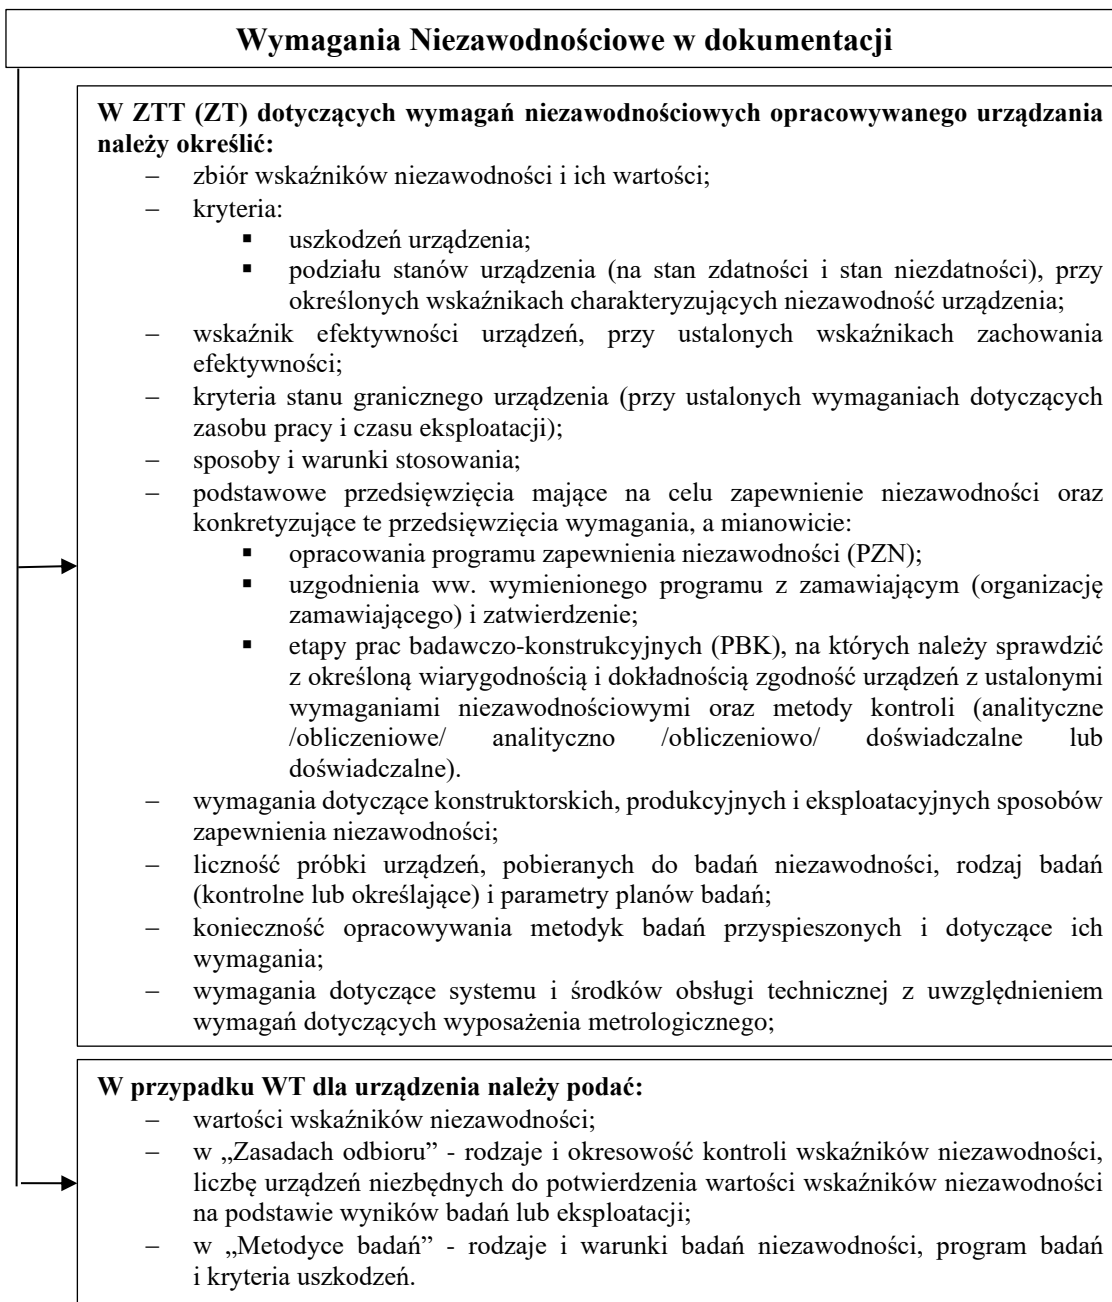 Wymagania Niezawodnościowe w dokumentacji
W ZTT (ZT) dotyczących wymagań niezawodnościowych opracowywanego urządzania
należy określić:
– zbiór wskaźników niezawodności i ich wartości;
– kryteria:
▪ uszkodzeń urządzenia;
▪ podziału stanów urządzenia (na stan zdatności i stan niezdatności), przy
określonych wskaźnikach charakteryzujących niezawodność urządzenia;
– wskaźnik efektywności urządzeń, przy ustalonych wskaźnikach zachowania
efektywności;
– kryteria stanu granicznego urządzenia (przy ustalonych wymaganiach dotyczących
zasobu pracy i czasu eksploatacji);
– sposoby i warunki stosowania;
– podstawowe przedsięwzięcia mające na celu zapewnienie niezawodności oraz
konkretyzujące te przedsięwzięcia wymagania, a mianowicie:
▪ opracowania programu zapewnienia niezawodności (PZN);
▪ uzgodnienia ww. wymienionego programu z zamawiającym (organizację
zamawiającego) i zatwierdzenie;
▪ etapy prac badawczo-konstrukcyjnych (PBK), na których należy sprawdzić
z określoną wiarygodnością i dokładnością zgodność urządzeń z ustalonymi
wymaganiami niezawodnościowymi oraz metody kontroli (analityczne
/obliczeniowe/ analityczno /obliczeniowo/ doświadczalne lub
doświadczalne).
– wymagania dotyczące konstruktorskich, produkcyjnych i eksploatacyjnych sposobów
zapewnienia niezawodności;
– liczność próbki urządzeń, pobieranych do badań niezawodności, rodzaj badań
(kontrolne lub określające) i parametry planów badań;
– konieczność opracowywania metodyk badań przyspieszonych i dotyczące ich
wymagania;
– wymagania dotyczące systemu i środków obsługi technicznej z uwzględnieniem
wymagań dotyczących wyposażenia metrologicznego;
W przypadku WT dla urządzenia należy podać:
– wartości wskaźników niezawodności;
– w „Zasadach odbioru” - rodzaje i okresowość kontroli wskaźników niezawodności,
liczbę urządzeń niezbędnych do potwierdzenia wartości wskaźników niezawodności
na podstawie wyników badań lub eksploatacji;
– w „Metodyce badań” - rodzaje i warunki badań niezawodności, program badań
i kryteria uszkodzeń.